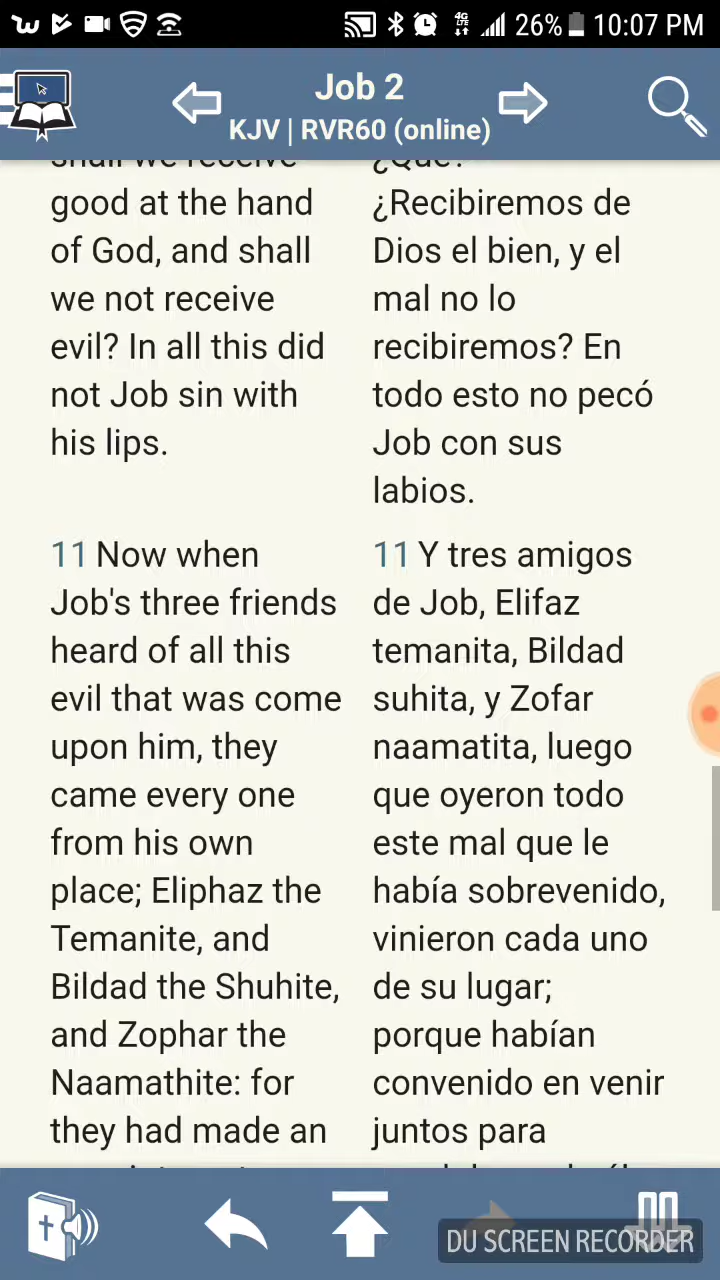 26% 10:07 PM
Job 2
KJV | RVR60 (online)
shall we receive
good at the hand
of God, and shall
we not receive
evil? In all this did
not Job sin with
his lips.
11 Now when
Job's three friends
heard of all this
evil that was come
upon him, they
came every one
from his own
place; Eliphaz the
Temanite, and
Bildad the Shuhite,
and Zophar the
Naamathite: for
they had made an
¿Qué?
¿Recibiremos de
Dios el bien, y el
mal no lo
recibiremos? En
todo esto no pecó
Job con sus
labios.
11 Y tres amigos
de Job, Elifaz
temanita, Bildad
suhita, y Zofar
naamatita, luego
que oyeron todo
este mal que le
había sobrevenido,
vinieron cada uno
de su lugar;
porque habían
convenido en venir
juntos para
DU SCREEN RECORDER